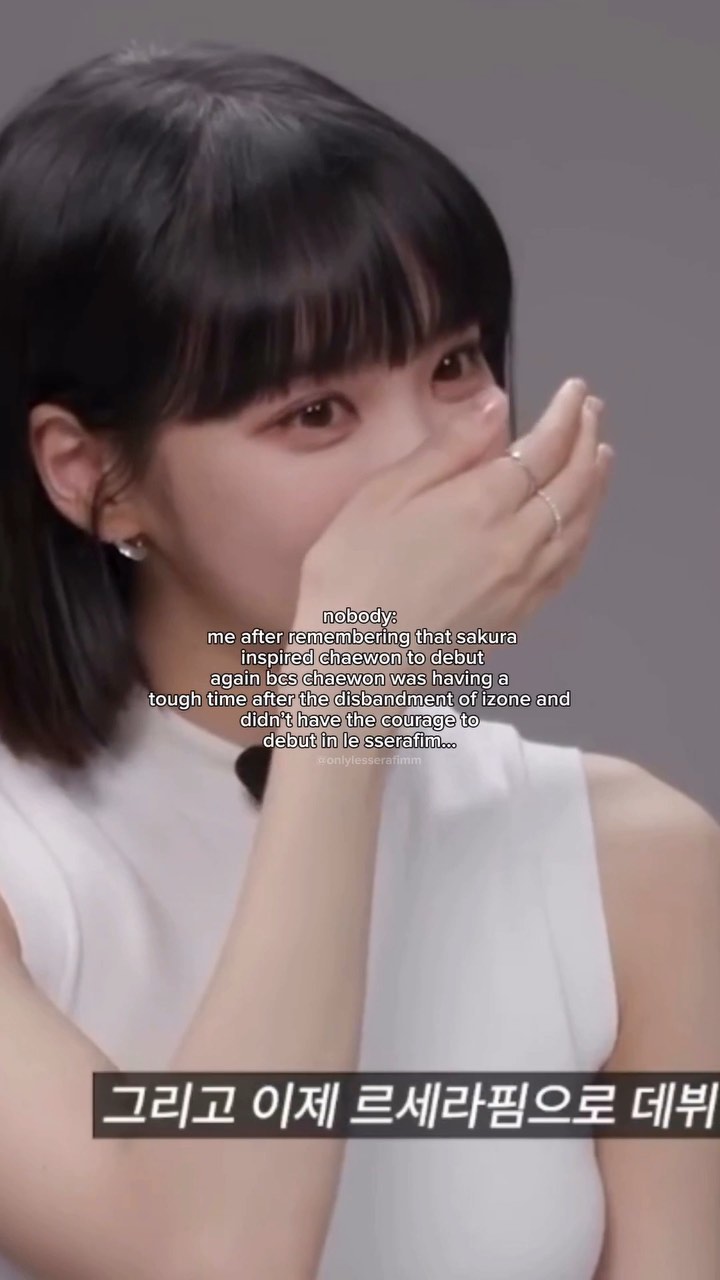 nobody:
me after remembering that sakura
inspired chaewon to debut
again bcs chaewon was having a
tough time after the disbandment of izone and
didn't have the courage to
debut in le sserafim...
@onlylesserafimm
그리고 이제 르세라핌으로 데뷔